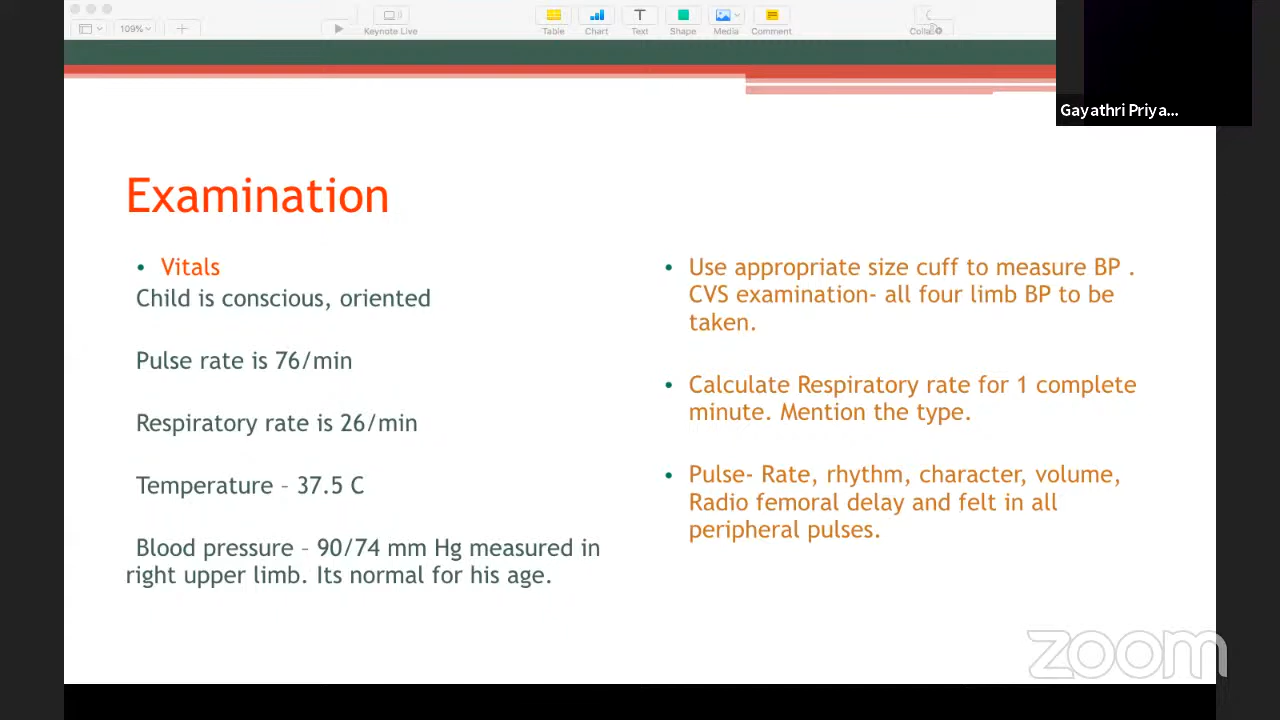 109%
Keynote Live
Table
Chart
Text
Shape
Media
Comment
Gayathri Priya...
Examination
• Vitals
Child is conscious, oriented
Pulse rate is 76/min
Respiratory rate is 26/min
Temperature – 37.5 C
Blood pressure – 90/74 mm Hg measured in
right upper limb. Its normal for his age.
• Use appropriate size cuff to measure BP .
CVS examination- all four limb BP to be
taken.
• Calculate Respiratory rate for 1 complete
minute. Mention the type.
• Pulse- Rate, rhythm, character, volume,
Radio femoral delay and felt in all
peripheral pulses.
zoom